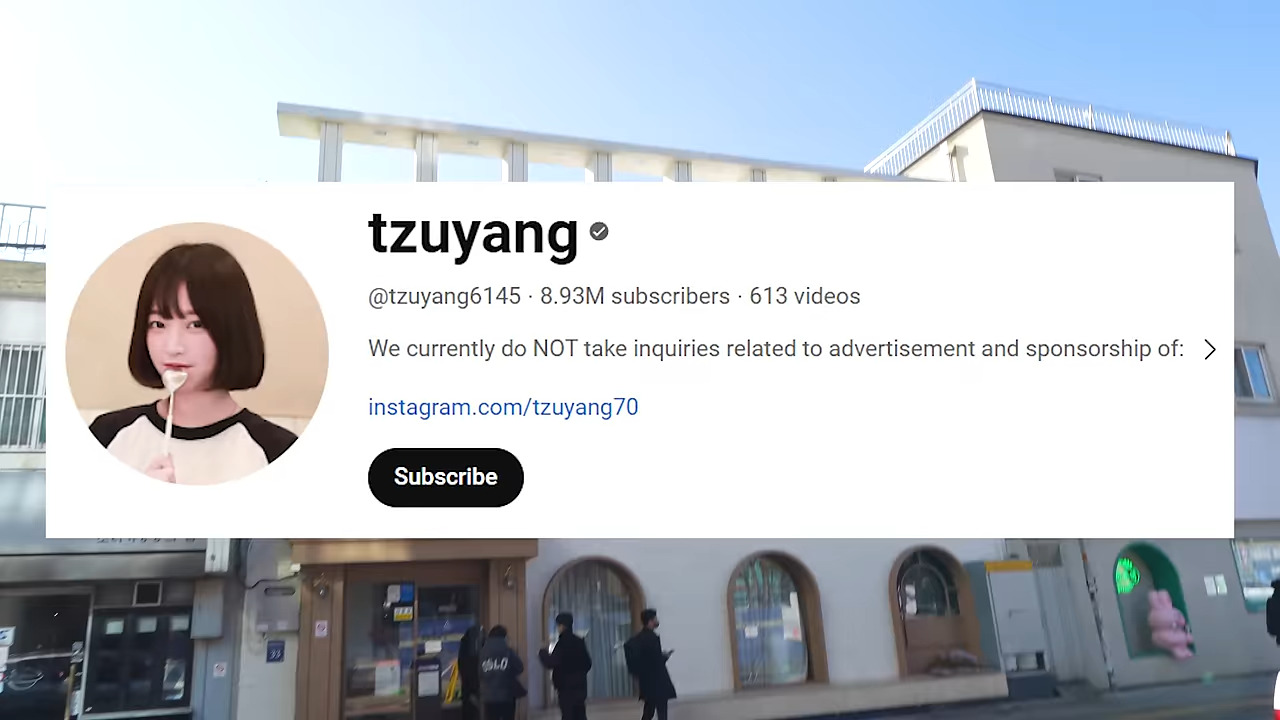 tzuyang
@tzuyang6145 · 8.93M subscribers · 613 videos
We currently do NOT take inquiries related to advertisement and sponsorship of:
instagram.com/tzuyang70
Subscribe
33